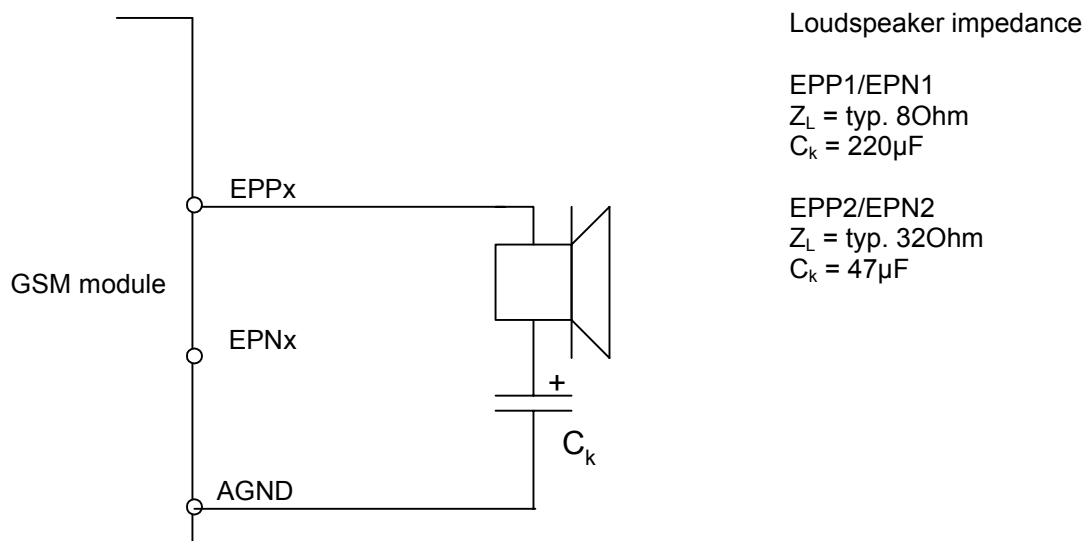 Loudspeaker impedance
EPP1/EPN1
Z_L = typ. 8Ohm
C_k = 220µF
EPP2/EPN2
Z_L = typ. 32Ohm
C_k = 47µF
EPPx
GSM module
EPNx
+
C_k
AGND